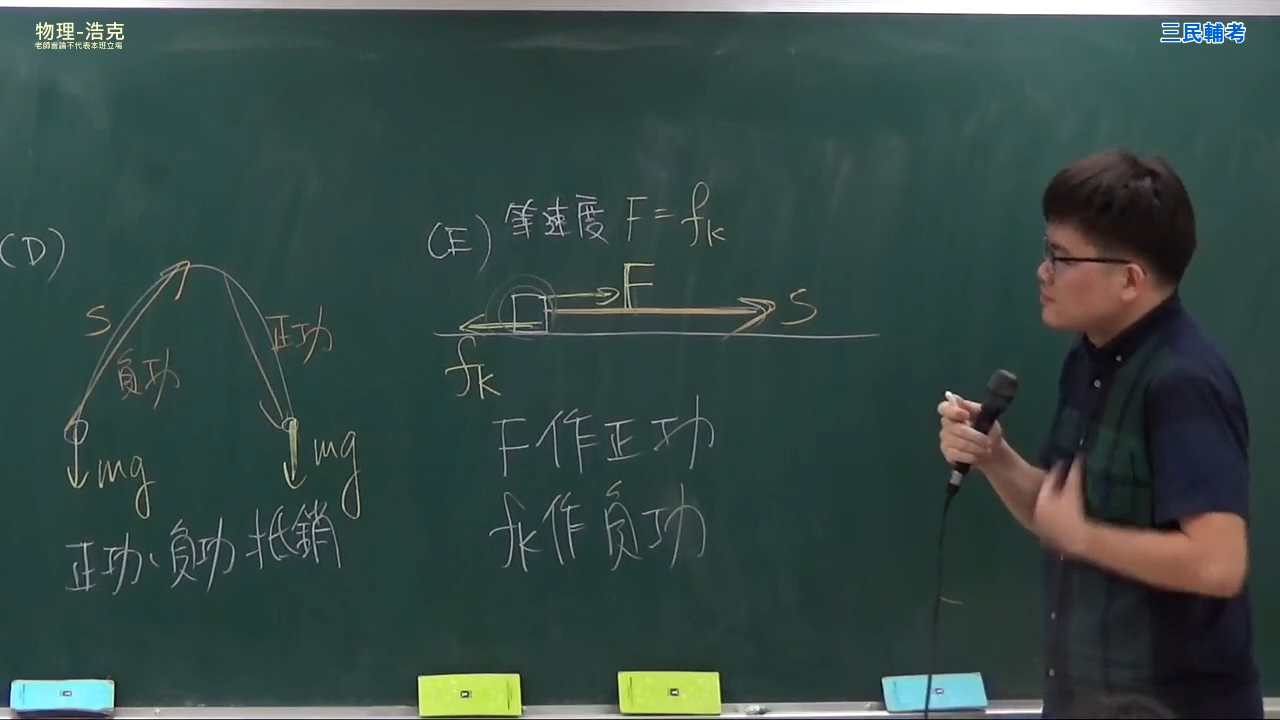 物理-浩克
老師言論不代表本班立場
三民輔考
(D)
S
負功
正功
mg
mg
正功、負功抵銷
(E) 等速度 F=fk
F
S
fk
F作正功
fk作負功